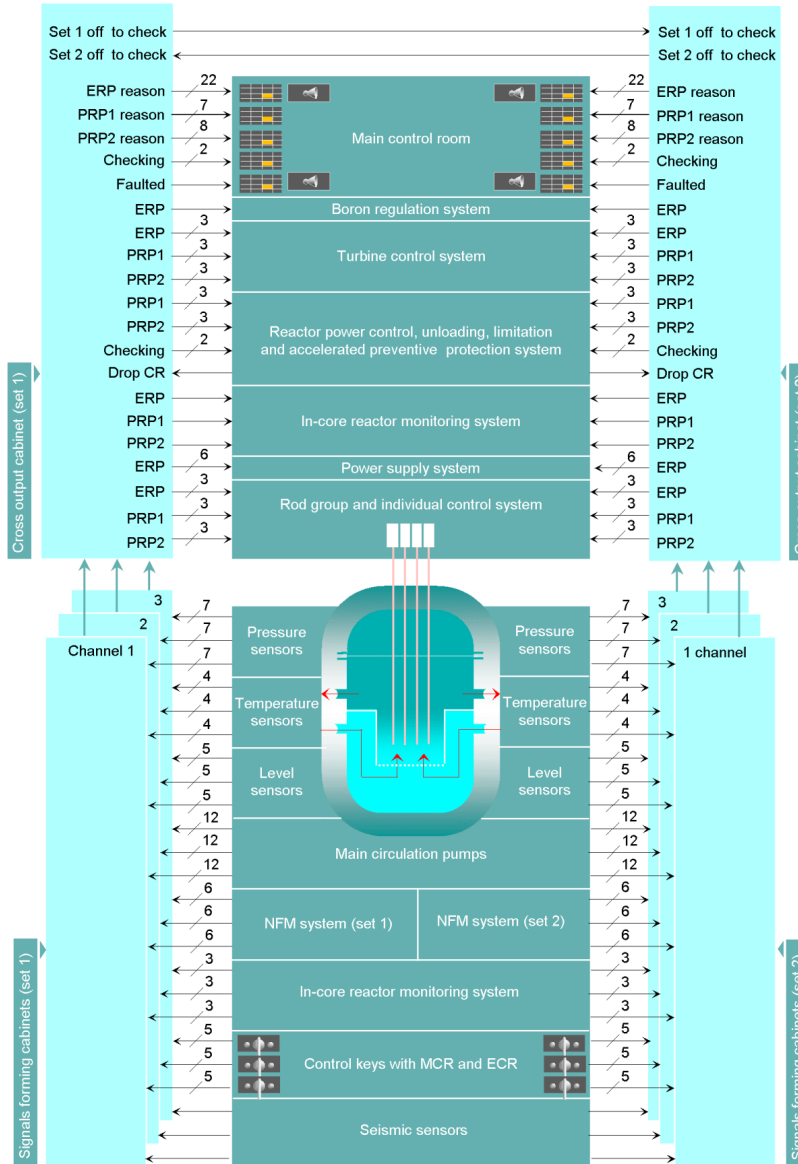 Set 1 off to check
Set 1 off to check
Set 2 off to check
Set 2 off to check
ERP reason
22
22
ERP reason
PRP1 reason
7
7
PRP1 reason
PRP2 reason
8
8
PRP2 reason
Checking
2
Main control room
2
Checking
Faulted
Faulted
ERP
Boron regulation system
ERP
ERP
3
3
ERP
PRP1
3
Turbine control system
3
PRP1
PRP2
3
3
PRP2
PRP1
3
3
PRP1
PRP2
3
Reactor power control, unloading, limitation
and accelerated preventive protection system
3
PRP2
Checking
2
2
Checking
Drop CR
Drop CR
ERP
ERP
PRP1
In-core reactor monitoring system
PRP1
PRP2
PRP2
ERP
6
Power supply system
6
ERP
ERP
3
Rod group and individual control system
3
ERP
PRP1
3
3
PRP1
PRP2
3
3
PRP2
Cross output cabinet (set 1)
3
2
Channel 1
3
2
1 channel
7
7
7
Pressure
sensors
Pressure
sensors
7
7
7
4
4
4
Temperature
sensors
Temperature
sensors
4
4
4
5
5
5
Level
sensors
Level
sensors
5
5
5
12
12
12
Main circulation pumps
12
12
12
6
6
6
NFM system (set 1)
NFM system (set 2)
6
6
6
3
3
3
In-core reactor monitoring system
3
3
3
5
5
5
Control keys with MCR and ECR
5
5
5
Seismic sensors
Signals forming cabinets (set 1)
Signals forming cabinets (set 2)